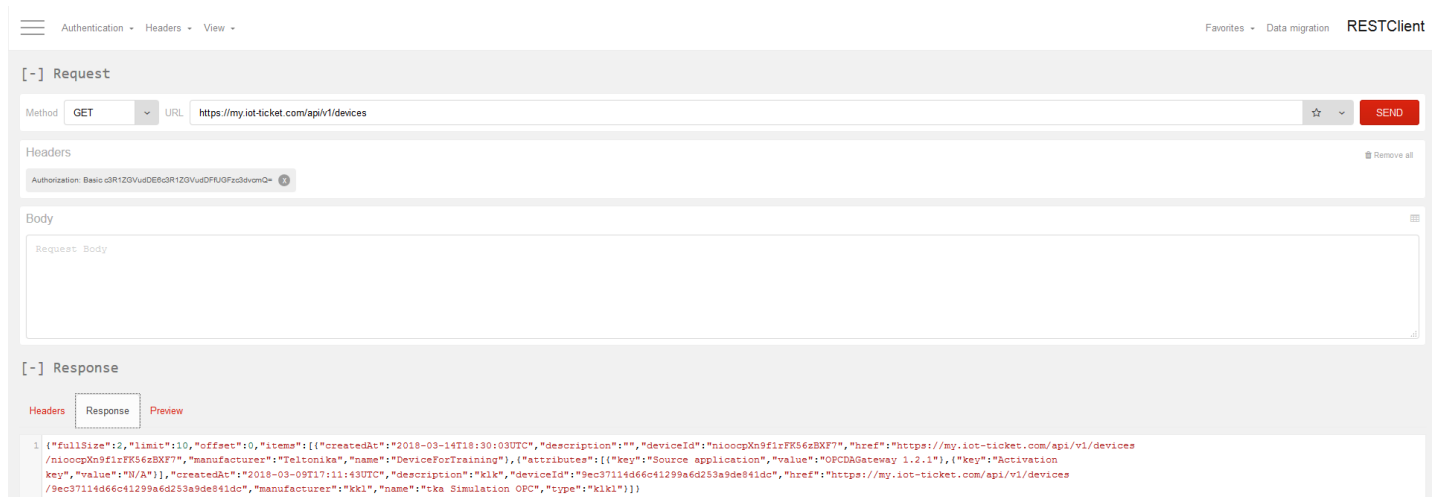 Authentication Headers View Favorites Data migration RESTClient
[-] Request
Method GET URL https://my.iot-ticket.com/api/v1/devices SEND
Headers Remove all
Authorization: Basic c3R1ZGVudDE6c3R1ZGVudDFfUGFzc3dvcmQ= x
Body
Request Body
[-] Response
Headers Response Preview
1 {"fullSize":2,"limit":10,"offset":0,"items":[{"createdAt":"2018-03-14T18:30:03UTC","description":"","deviceId":"nioocpXn9f1rFK56zBXF7","href":"https://my.iot-ticket.com/api/v1/devices
/nioocpXn9f1rFK56zBXF7","manufacturer":"Teltonika","name":"DeviceForTraining"},{"attributes":[{"key":"Source application","value":"OPCDAGateway 1.2.1"},{"key":"Activation
key","value":"N/A"}],"createdAt":"2018-03-09T17:11:43UTC","description":"klk","deviceId":"9ec37114d66c41299a6d253a9de841dc","href":"https://my.iot-ticket.com/api/v1/devices
/9ec37114d66c41299a6d253a9de841dc","manufacturer":"kkl","name":"tka Simulation OPC","type":"klkl"}]}